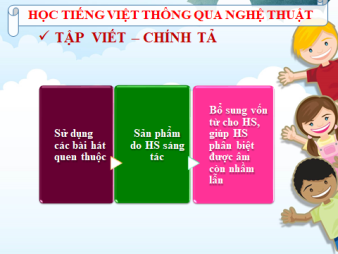 HỌC TIẾNG VIỆT THÔNG QUA NGHỆ THUẬT
✓ TẬP VIẾT – CHÍNH TẢ
Sử dụng
các bài hát
quen thuộc
Sản phẩm
do HS sáng
tác
Bổ sung vốn
từ cho HS,
giúp HS
phân biệt
được âm
còn nhầm
lẫn